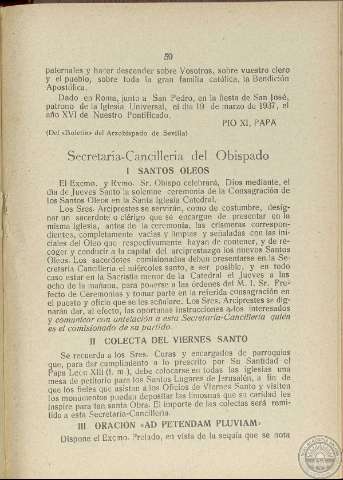 59
paternales y hacer descender sobre Vosotros, sobre vuestro clero
y el pueblo, sobre toda la gran familia católica, la Bendición
Apostólica.
Dado en Roma, junto a San Pedro, en la fiesta de San José,
patrono de la Iglesia Universal, el día 19 de marzo de 1937, el
año XVI de Nuestro Pontificado.
PIO XI, PAPA
(Del «Boletín» del Arzobispado de Sevilla)
Secretaría-Cancillería del Obispado
I SANTOS OLEOS
El Excmo. y Rvmo. Sr. Obispo celebrará, Dios mediante, el
día de Jueves Santo la solemne ceremonia de la Consagración de
los Santos Oleos en la Santa Iglesia Catedral.
Los Sres. Arciprestes se servirán, como de costumbre, desig-
nar un sacerdote o clérigo que se encargue de presentar en la
misma Iglesia, antes de la ceremonia, las crismeras correspon-
dientes, completamente vacías y limpias y señaladas con las ini-
ciales del Oleo que respectivamente hayan de contener, y de re-
coger y conducir a la capital del arciprestazgo los nuevos Santos
Oleos. Los sacerdotes comisionados deben presentarse en la Se-
cretaría Cancillería el miércoles santo, a ser posible, y en todo
caso estar en la Sacristía menor de la Catedral el Jueves a las
ocho de la mañana, para ponerse a las órdenes del M. I. Sr. Pre-
fecto de Ceremonias y tomar parte en la referida consagración en
el puesto y oficio que se les señalare. Los Sres. Arciprestes se dig-
narán dar, al efecto, las oportunas instrucciones a los interesados
y comunicar con antelación a esta Secretaría-Cancillería quién
es el comisionado de su partido.
II COLECTA DEL VIERNES SANTO
Se recuerda a los Sres. Curas y encargados de parroquias
que, para dar cumplimiento a lo prescrito por Su Santidad el
Papa León XIII (h. m.), debe colocarse en todas las iglesias una
mesa de petitorio para los Santos Lugares de Jerusalén, a fin de
que los fieles que asistan a los Oficios de Viernes Santo y visiten
los monumentos puedan depositar las limosnas que su caridad les
inspire para tan santa Obra. El importe de las colectas será remi-
tido a esta Secretaría-Cancillería.
III ORACIÓN «AD PETENDAM PLUVIAM»
Dispone el Excmo. Prelado, en vista de la sequía que se nota